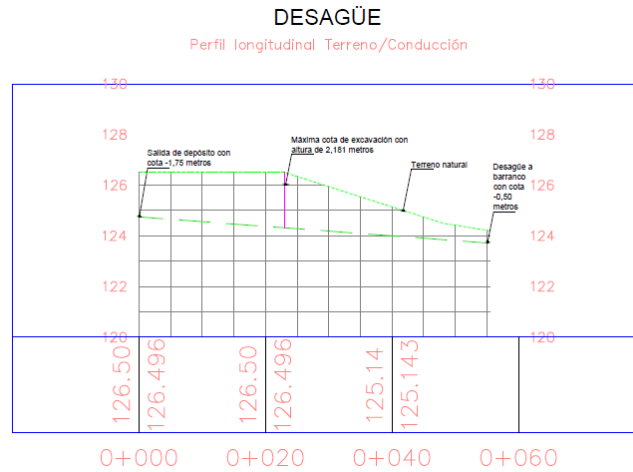 DESAGÜE
Perfil longitudinal Terreno/Conducción
130
130
128
128
126
126
124
124
122
122
120
120
Salida de depósito con
cota -1,75 metros
Máxima cota de excavación con
altura de 2,181 metros
Terreno natural
Desagüe a
barranco
con cota
-0,50
metros
126.50
126.496
126.50
126.496
125.14
125.143
0+000
0+020
0+040
0+060